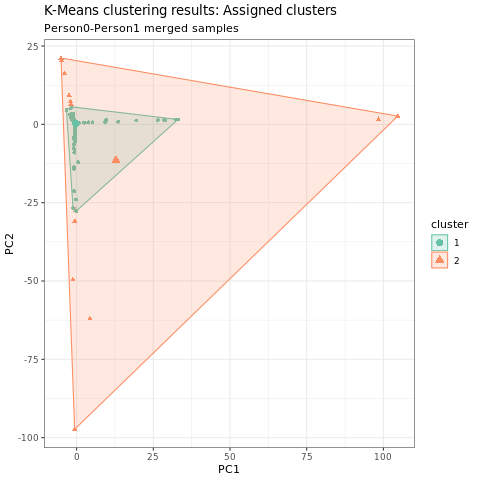 K-Means clustering results: Assigned clusters
Person0-Person1 merged samples
25
0
-25
-50
-75
-100
PC2
0
25
50
75
100
PC1
cluster
1
2